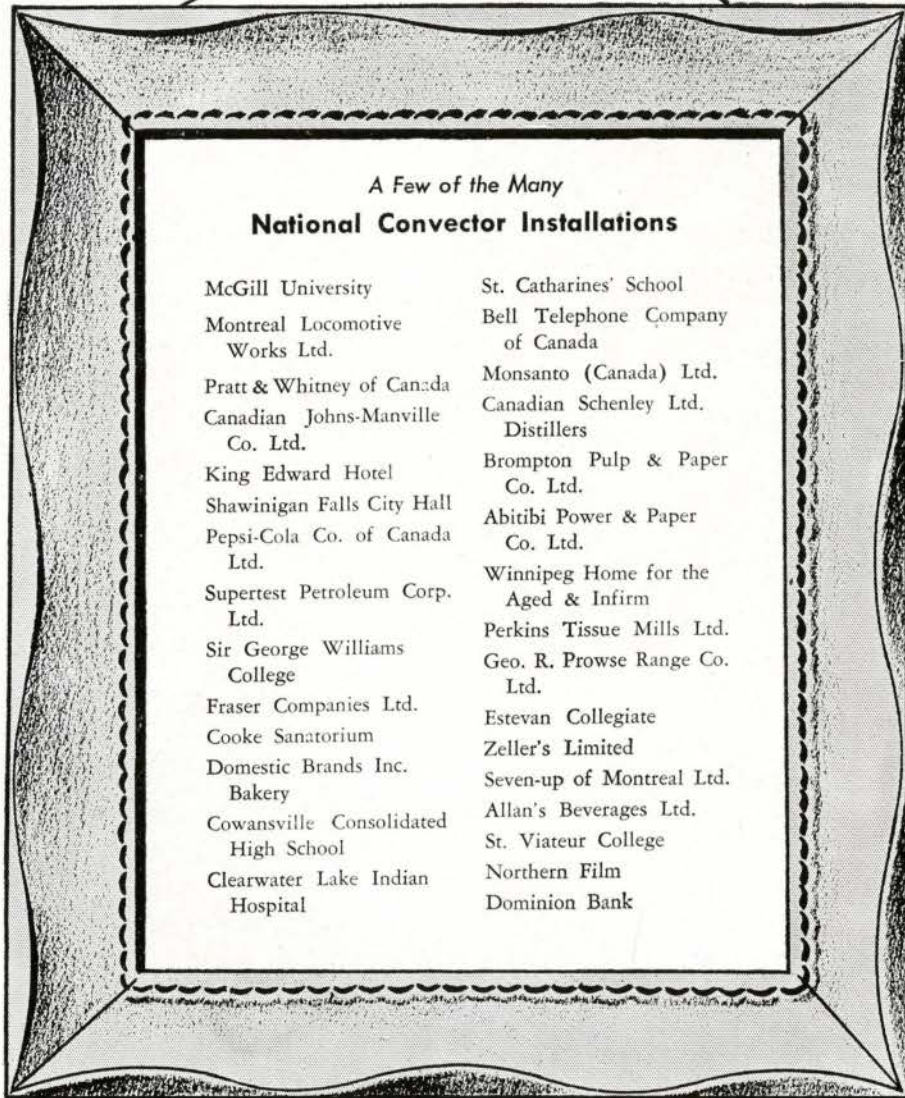 A Few of the Many
National Convector Installations
McGill University
Montreal Locomotive
Works Ltd.
Pratt & Whitney of Canada
Canadian Johns-Manville
Co. Ltd.
King Edward Hotel
Shawinigan Falls City Hall
Pepsi-Cola Co. of Canada
Ltd.
Supertest Petroleum Corp.
Ltd.
Sir George Williams
College
Fraser Companies Ltd.
Cooke Sanatorium
Domestic Brands Inc.
Bakery
Cowansville Consolidated
High School
Clearwater Lake Indian
Hospital
St. Catharines' School
Bell Telephone Company
of Canada
Monsanto (Canada) Ltd.
Canadian Schenley Ltd.
Distillers
Brompton Pulp & Paper
Co. Ltd.
Abitibi Power & Paper
Co. Ltd.
Winnipeg Home for the
Aged & Infirm
Perkins Tissue Mills Ltd.
Geo. R. Prowse Range Co.
Ltd.
Estevan Collegiate
Zeller's Limited
Seven-up of Montreal Ltd.
Allan's Beverages Ltd.
St. Viateur College
Northern Film
Dominion Bank